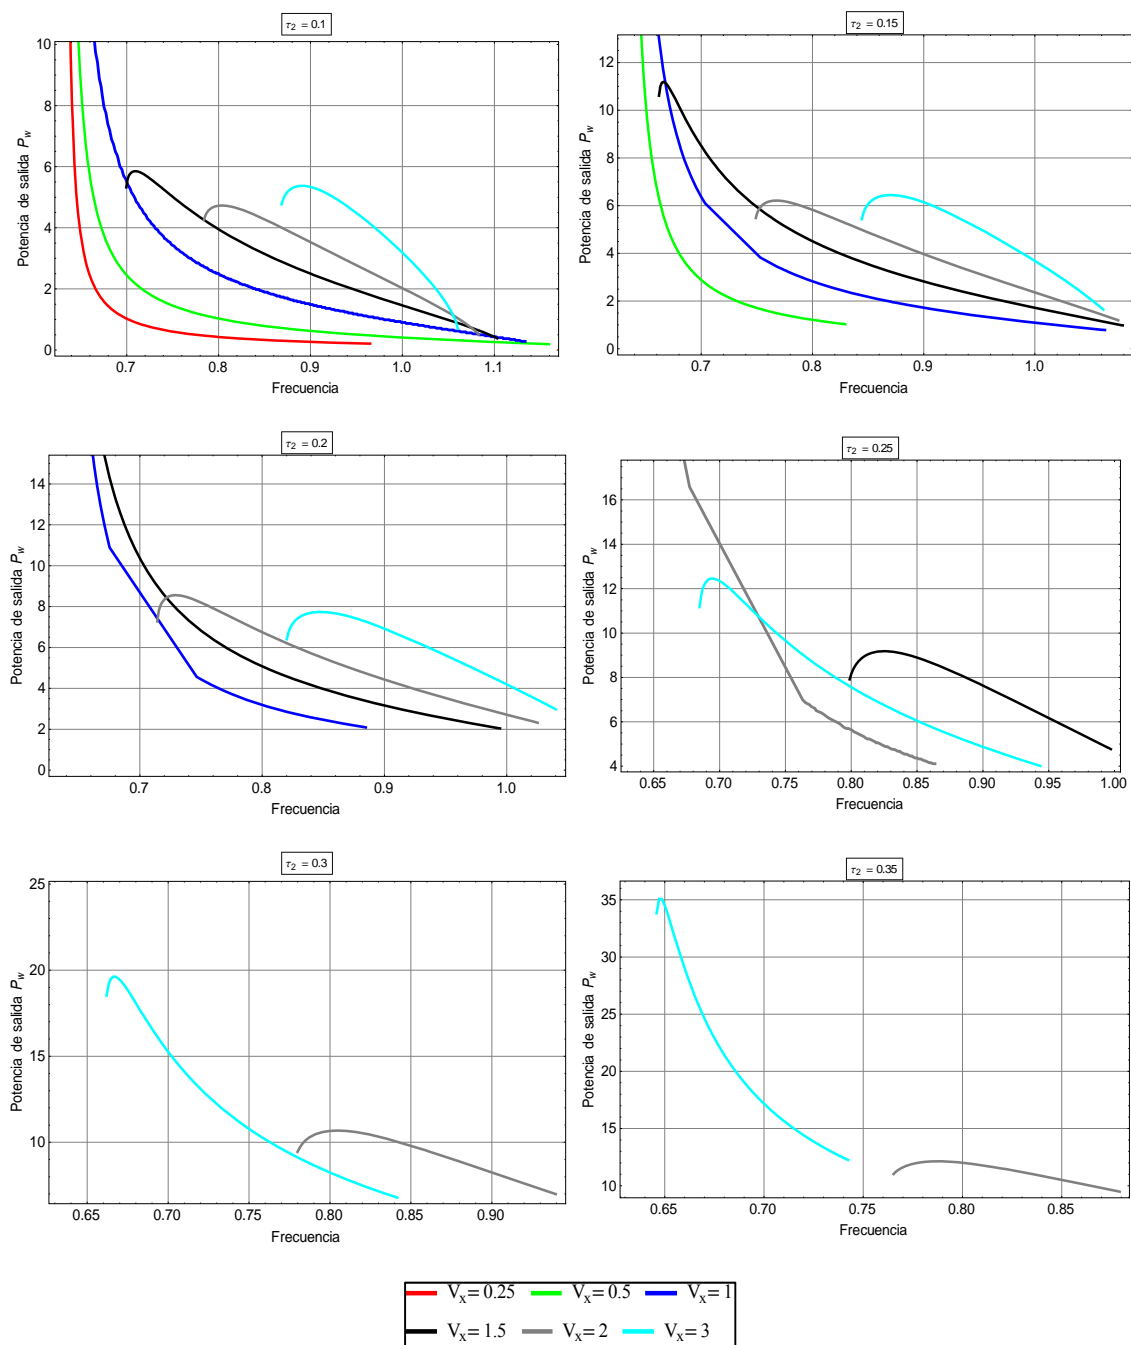 τ2 = 0.1
Potencia de salida Pw
10
8
6
4
2
0
0.7 0.8 0.9 1.0 1.1
Frecuencia
τ2 = 0.15
Potencia de salida Pw
12
10
8
6
4
2
0
0.7 0.8 0.9 1.0
Frecuencia
τ2 = 0.2
Potencia de salida Pw
14
12
10
8
6
4
2
0
0.7 0.8 0.9 1.0
Frecuencia
τ2 = 0.25
Potencia de salida Pw
16
14
12
10
8
6
4
0.65 0.70 0.75 0.80 0.85 0.90 0.95 1.00
Frecuencia
τ2 = 0.3
Potencia de salida Pw
25
20
15
10
0.65 0.70 0.75 0.80 0.85 0.90
Frecuencia
τ2 = 0.35
Potencia de salida Pw
35
30
25
20
15
10
0.65 0.70 0.75 0.80 0.85
Frecuencia
Vx= 0.25 Vx= 0.5 Vx= 1
Vx= 1.5 Vx= 2 Vx= 3